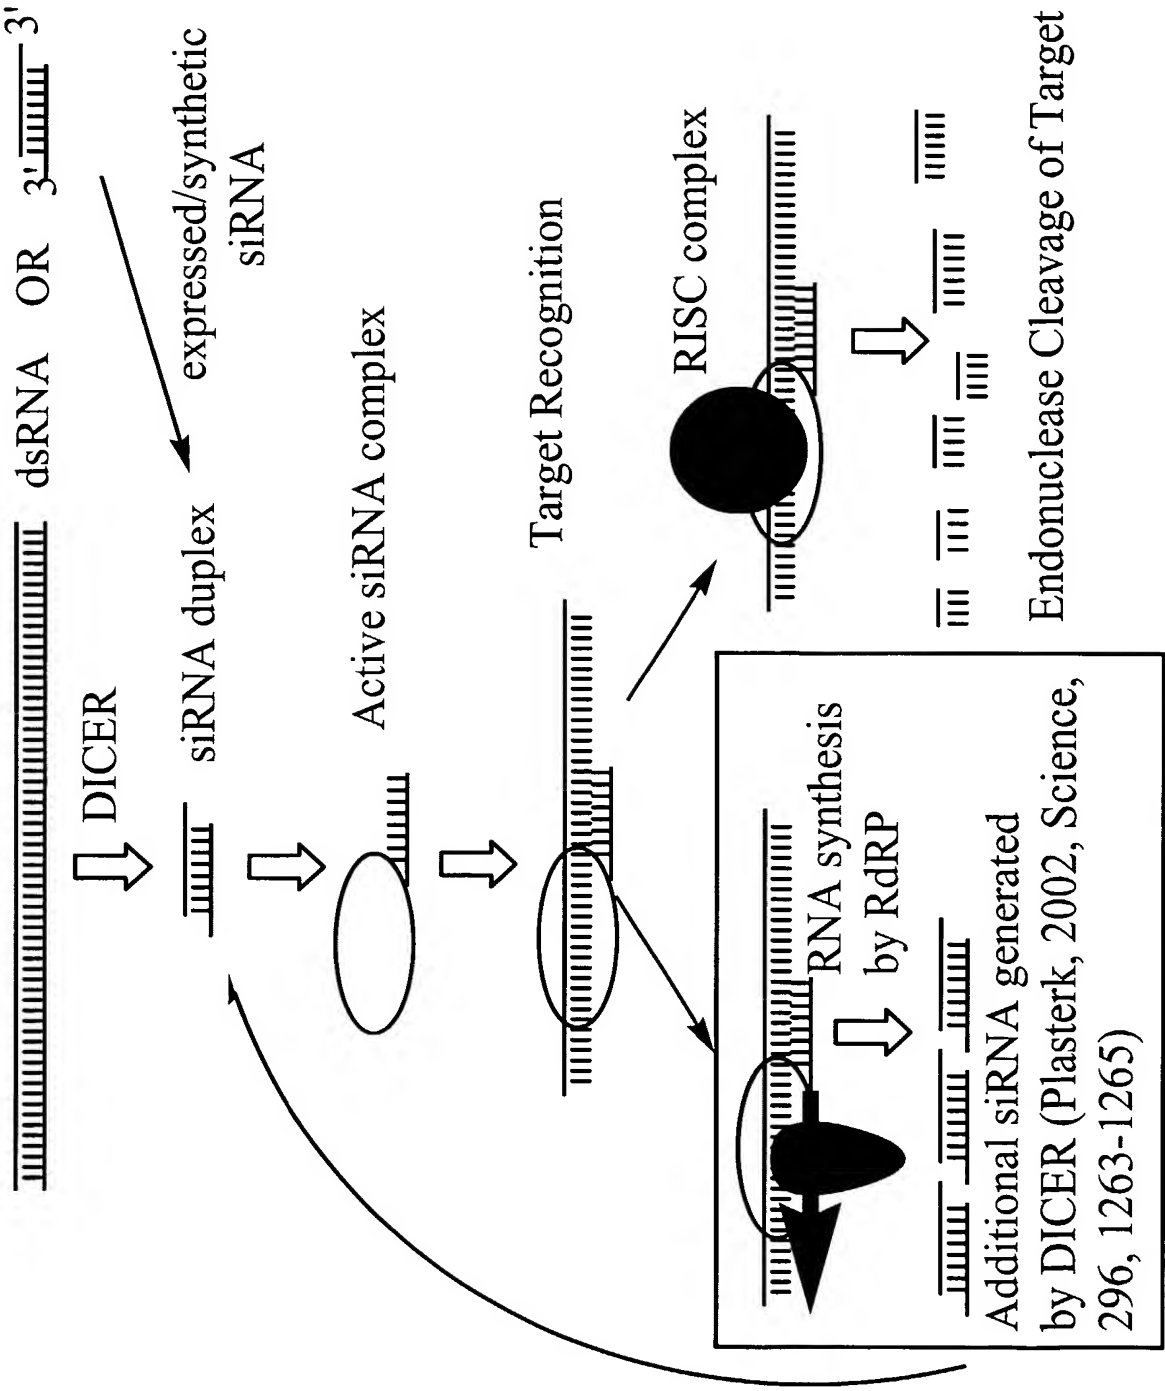 dsRNA OR 3' 3'
expressed/synthetic
siRNA
DICER
siRNA duplex
Active siRNA complex
Target Recognition
RISC complex
RNA synthesis
by RdRP
Additional siRNA generated
by DICER (Plasterk, 2002, Science,
296, 1263-1265)
Endonuclease Cleavage of Target